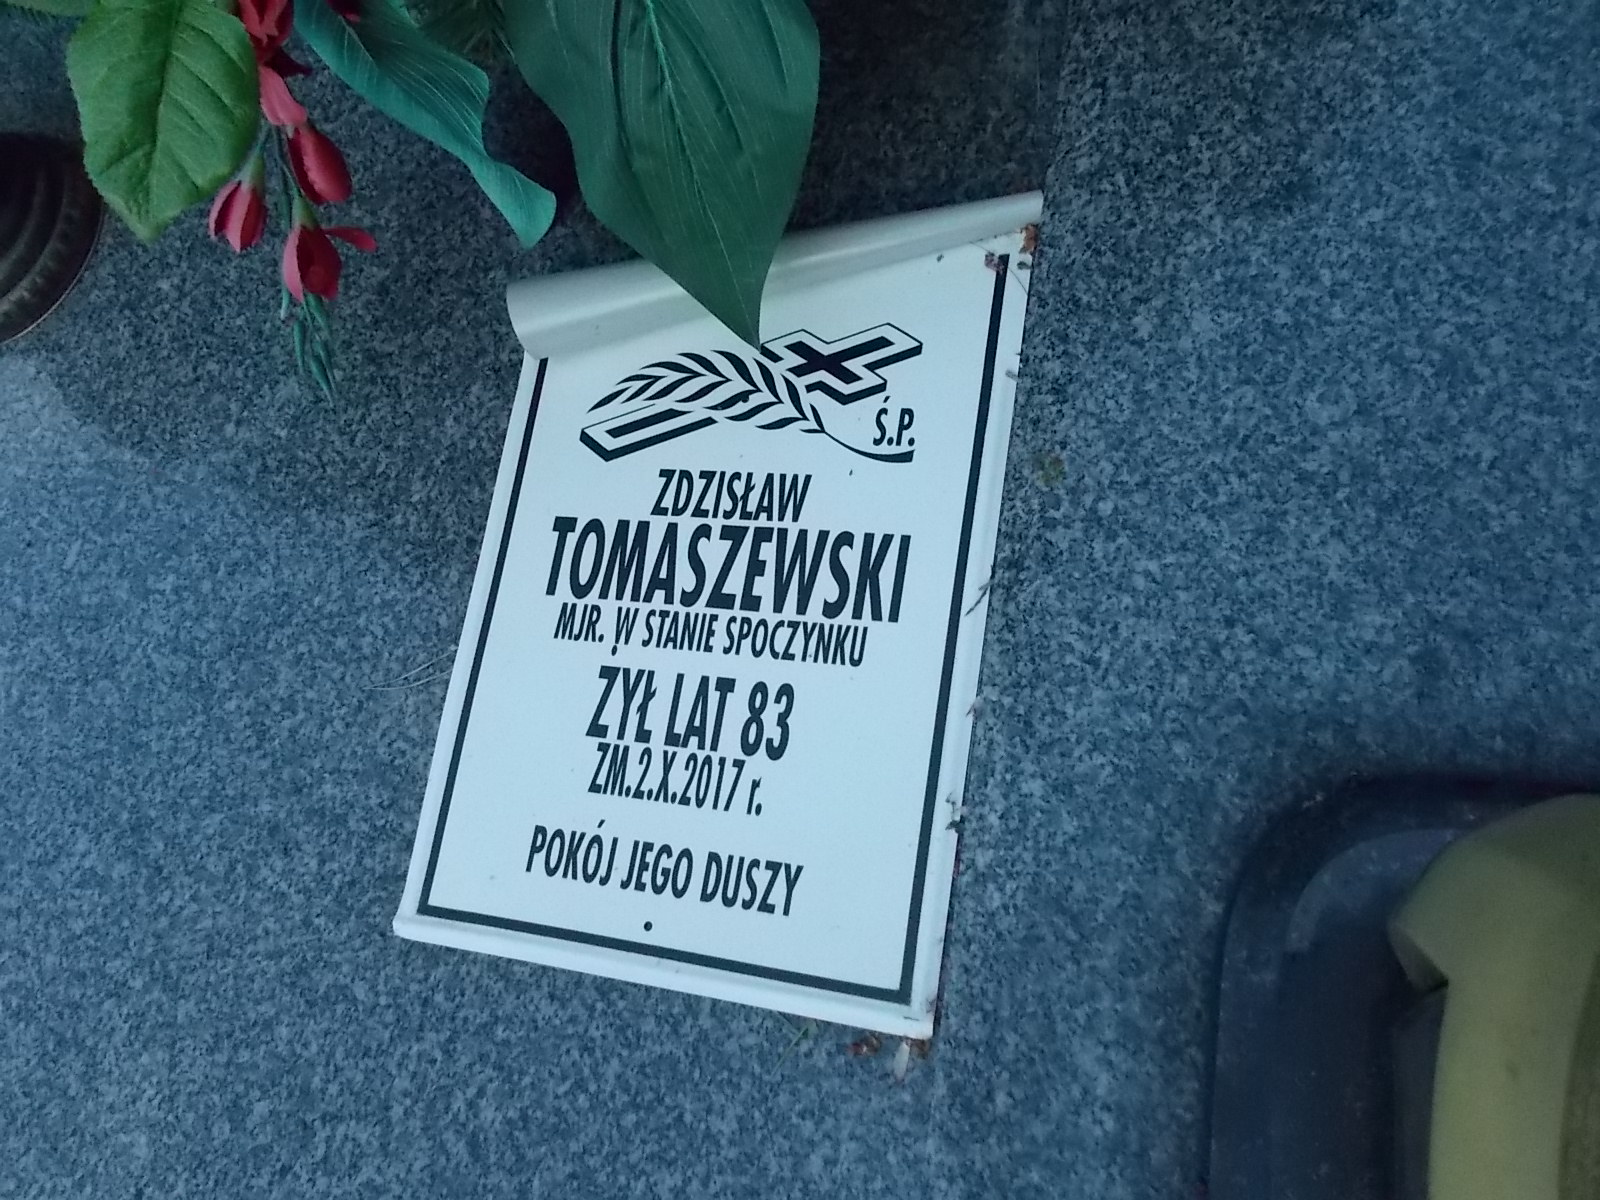 Ś.P.
ZDZISŁAW
TOMASZEWSKI
MJR. W STANIE SPOCZYNKU
ŻYŁ LAT 83
ZM.2.X.2017 r.
POKÓJ JEGO DUSZY